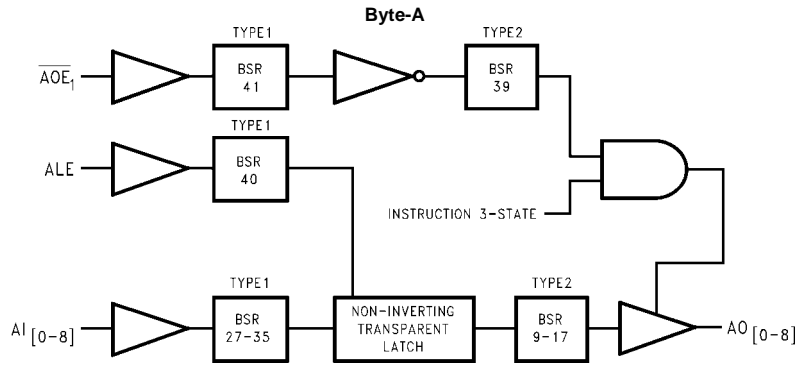 Byte-A
TYPE1
TYPE2
AOE1
BSR
41
BSR
39
TYPE1
ALE
BSR
40
INSTRUCTION 3-STATE
TYPE1
TYPE2
AI [0-8]
BSR
27-35
NON-INVERTING
TRANSPARENT
LATCH
BSR
9-17
AO [0-8]